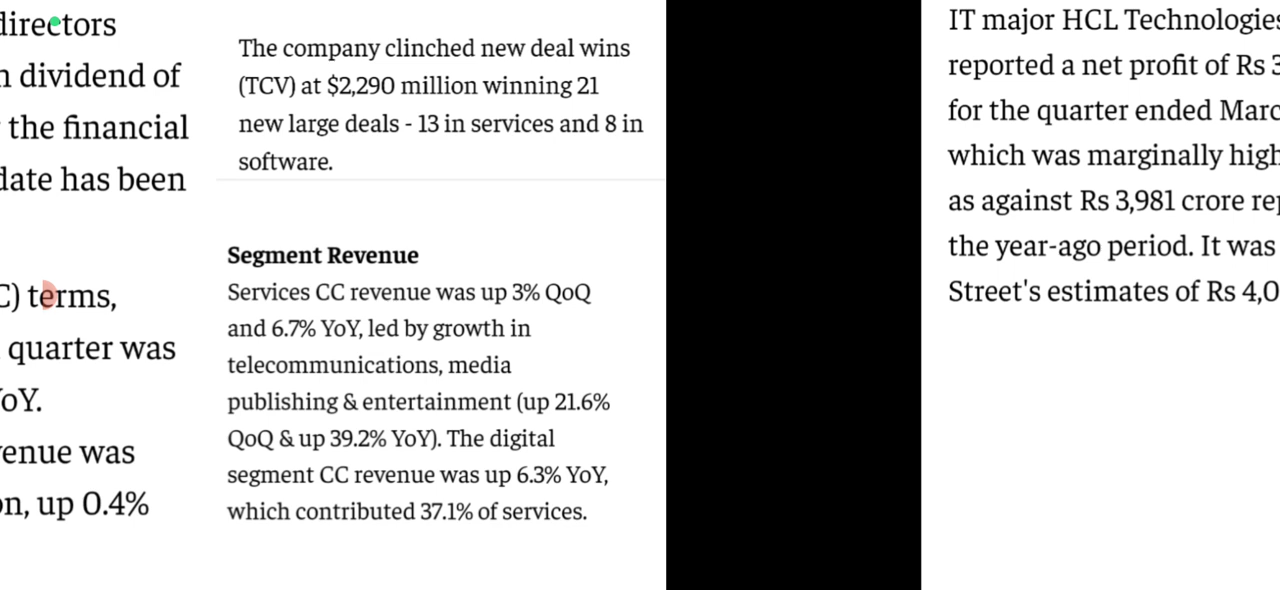 directors
dividend of
the financial
date has been
C) terms,
quarter was
YoY.
venue was
on, up 0.4%
The company clinched new deal wins
(TCV) at $2,290 million winning 21
new large deals - 13 in services and 8 in
software.
Segment Revenue
Services CC revenue was up 3% QoQ
and 6.7% YoY, led by growth in
telecommunications, media
publishing & entertainment (up 21.6%
QoQ & up 39.2% YoY). The digital
segment CC revenue was up 6.3% YoY,
which contributed 37.1% of services.
IT major HCL Technologies
reported a net profit of Rs 3
for the quarter ended Marc
which was marginally high
as against Rs 3,981 crore rep
the year-ago period. It was
Street's estimates of Rs 4,0